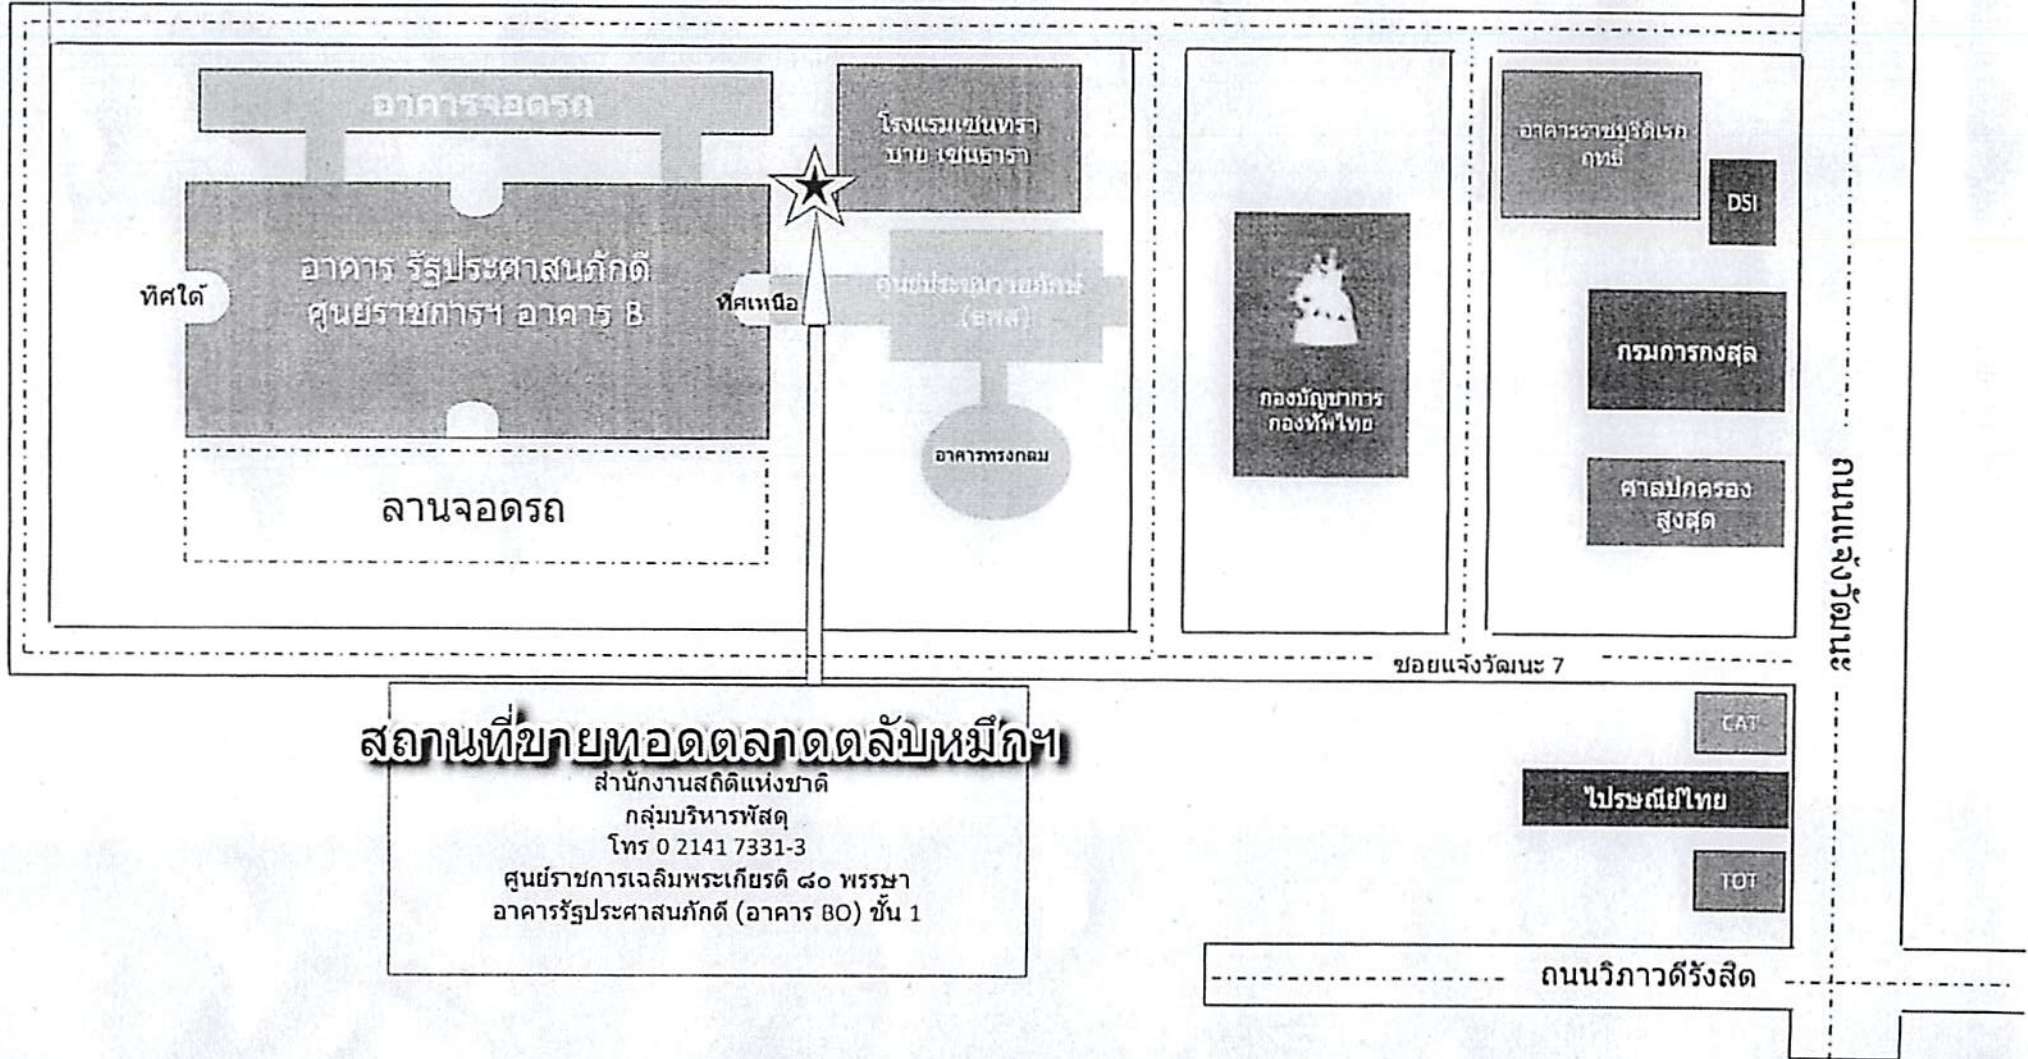 อาคารจอดรถ
โรงแรมเซ็นทรา
บาย เซ็นธารา
อาคารราชบุรีดิเรก
ฤทธิ์
DSI
อาคาร รัฐประศาสนภักดี
ศูนย์ราชการฯ อาคาร B
ทิศใต้
ทิศเหนือ
ศูนย์ประชุมวายุภักษ์
กรมการกงสุล
กองบัญชาการ
กองทัพไทย
อาคารทรงกลม
ศาลปกครอง
สูงสุด
ลานจอดรถ
ถนนแจ้งวัฒนะ
ซอยแจ้งวัฒนะ 7
สถานที่ขายทอดตลาดตลับหมึกฯ
สำนักงานสถิติแห่งชาติ
กลุ่มบริหารพัสดุ
โทร 0 2141 7331-3
ศูนย์ราชการเฉลิมพระเกียรติ ๘๐ พรรษา
อาคารรัฐประศาสนภักดี (อาคาร BO) ชั้น 1
CAT
ไปรษณีย์ไทย
TOT
ถนนวิภาวดีรังสิต